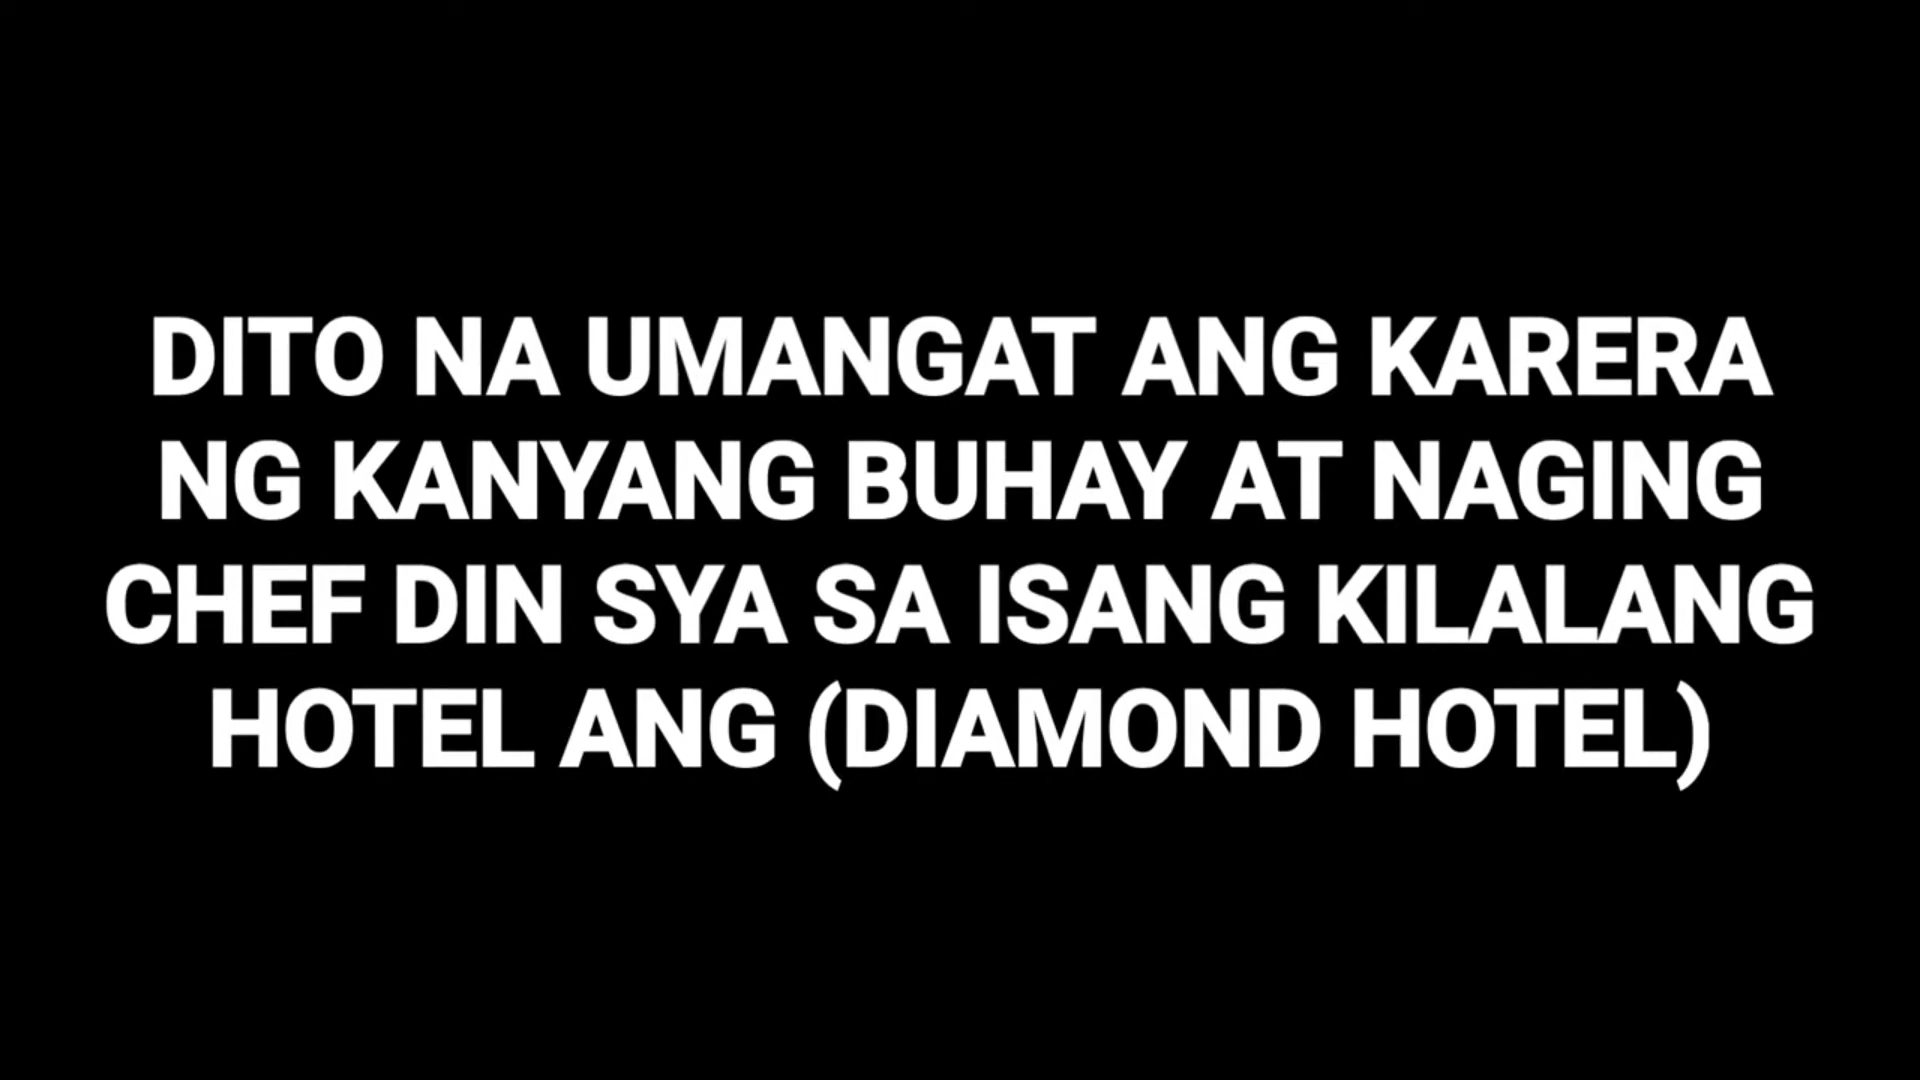 DITO NA UMANGAT ANG KARERA
NG KANYANG BUHAY AT NAGING
CHEF DIN SYA SA ISANG KILALANG
HOTEL ANG (DIAMOND HOTEL)